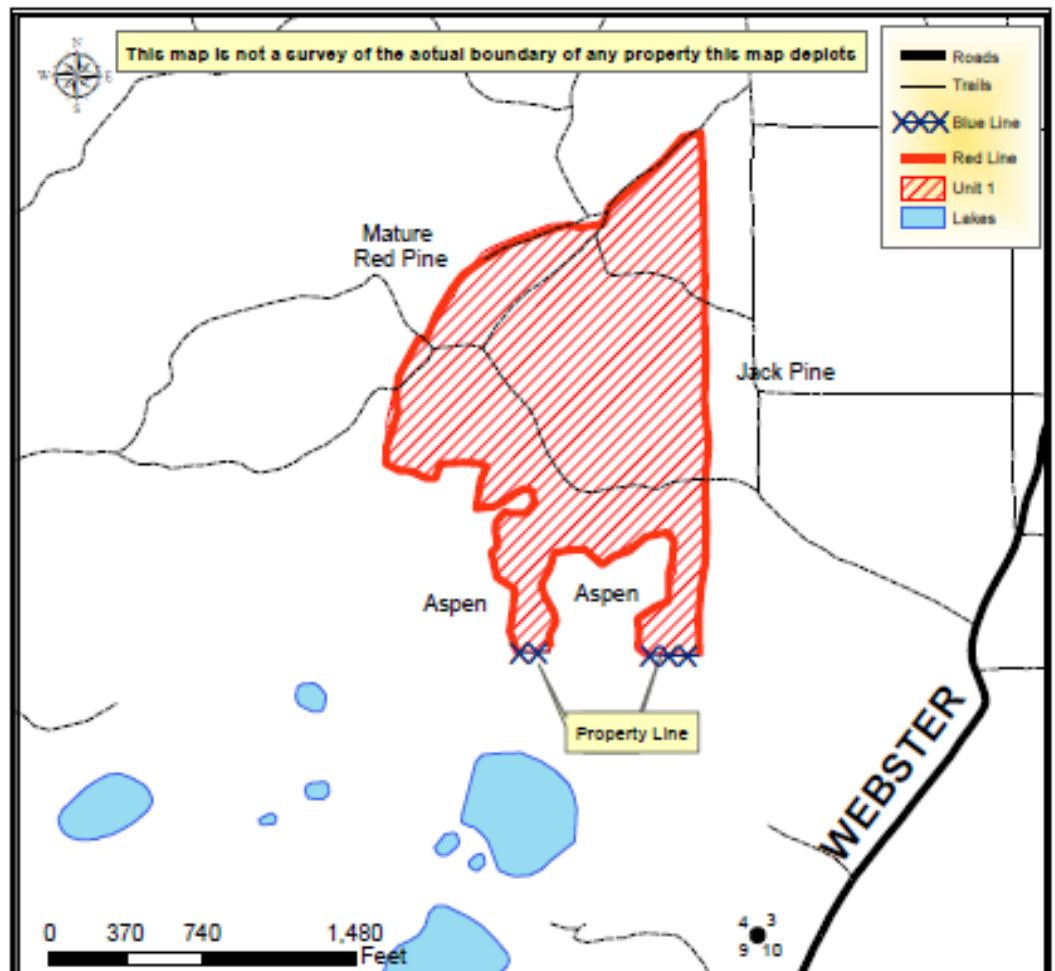 This map is not a survey of the actual boundary of any property this map depicts
N
W E
S
Roads
Trails
Blue Line
Red Line
Unit 1
Lakes
Mature
Red Pine
Jack Pine
Aspen
Aspen
Property Line
WEBSTER
0 370 740 1,480
Feet
4 3
9 10